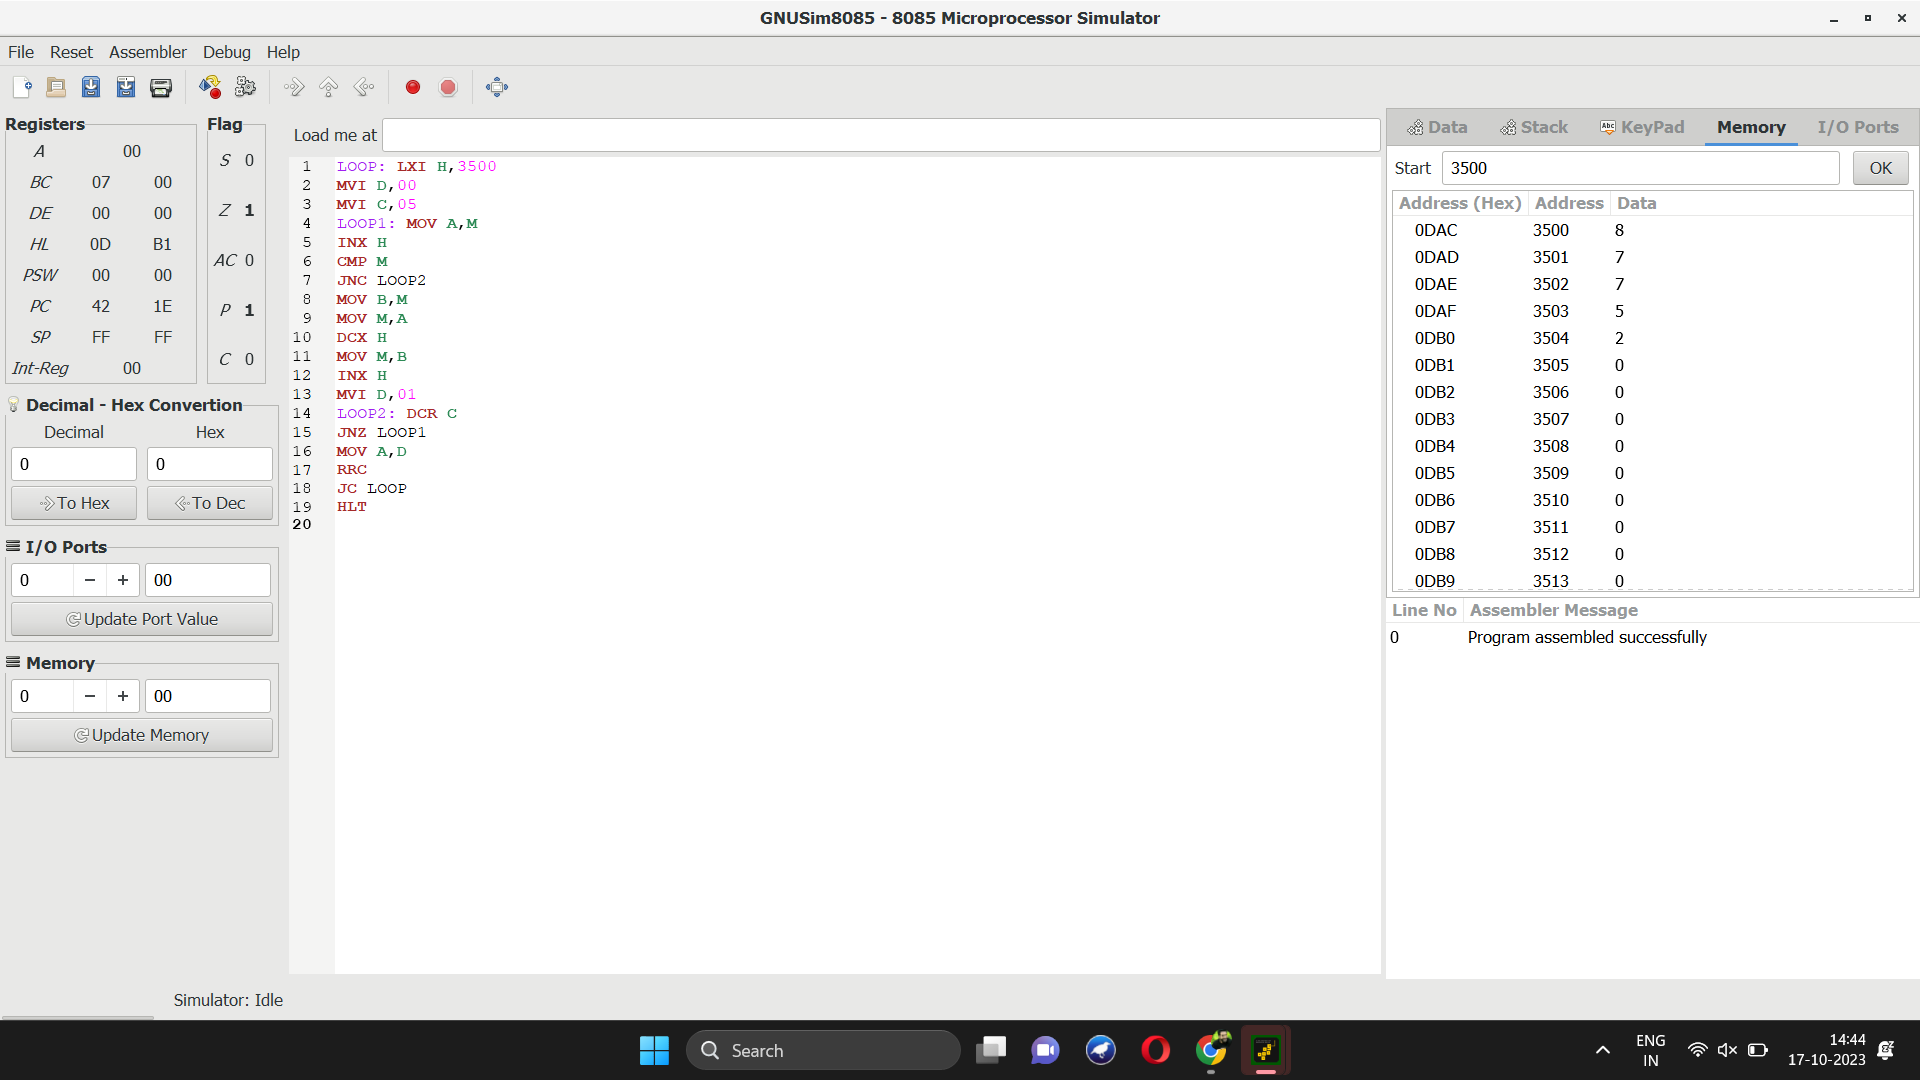 GNUSim8085 - 8085 Microprocessor Simulator
File Reset Assembler Debug Help
Registers
A 00
BC 07 00
DE 00 00
HL 0D B1
PSW 00 00
PC 42 1E
SP FF FF
Int-Reg 00
Flag
S 0
Z 1
AC 0
P 1
C 0
Decimal - Hex Convertion
Decimal Hex
0 0
To Hex To Dec
I/O Ports
0 − + 00
Update Port Value
Memory
0 − + 00
Update Memory
Load me at
1 LOOP: LXI H,3500
2 MVI D,00
3 MVI C,05
4 LOOP1: MOV A,M
5 INX H
6 CMP M
7 JNC LOOP2
8 MOV B,M
9 MOV M,A
10 DCX H
11 MOV M,B
12 INX H
13 MVI D,01
14 LOOP2: DCR C
15 JNZ LOOP1
16 MOV A,D
17 RRC
18 JC LOOP
19 HLT
20
Data Stack Abc KeyPad Memory I/O Ports
Start 3500 OK
Address (Hex) Address Data
0DAC 3500 8
0DAD 3501 7
0DAE 3502 7
0DAF 3503 5
0DB0 3504 2
0DB1 3505 0
0DB2 3506 0
0DB3 3507 0
0DB4 3508 0
0DB5 3509 0
0DB6 3510 0
0DB7 3511 0
0DB8 3512 0
0DB9 3513 0
Line No Assembler Message
0 Program assembled successfully
Simulator: Idle
Search
ENG
IN
14:44
17-10-2023